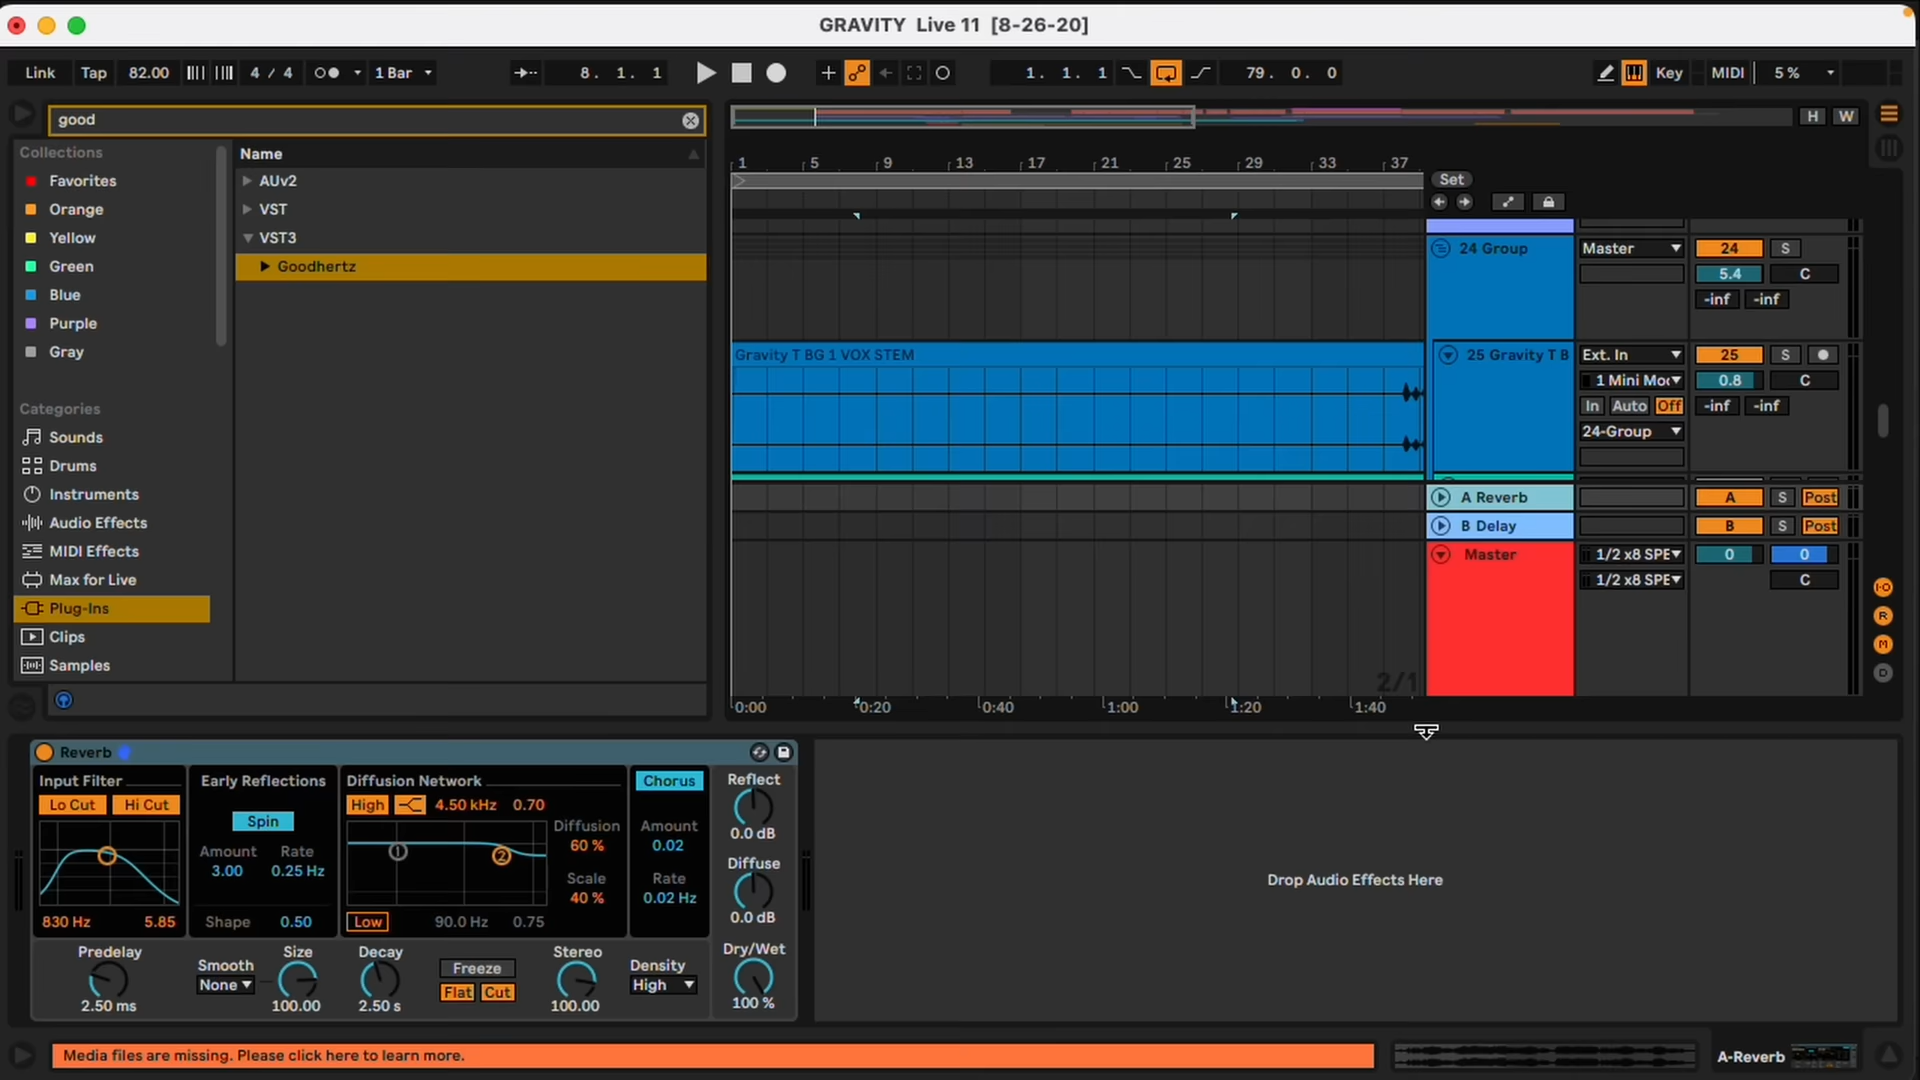 GRAVITY Live 11 [8-26-20]
Link Tap 82.00 4 / 4 1 Bar 8. 1. 1 1. 1. 1 79. 0. 0 Key MIDI 5 %
good
H W
Collections
Favorites
Orange
Yellow
Green
Blue
Purple
Gray
Categories
Sounds
Drums
Instruments
Audio Effects
MIDI Effects
Max for Live
Plug-Ins
Clips
Samples
Name
AUv2
VST
VST3
Goodhertz
1 5 9 13 17 21 25 29 33 37
Set
24 Group Master 24 S
5.4 C
-inf -inf
Gravity T BG 1 VOX STEM
25 Gravity T B Ext. In 25 S
1 Mini Moc 0.8 C
In Auto Off -inf -inf
24-Group
A Reverb A S Post
B Delay B S Post
Master 1/2 x8 SPE 0 0
1/2 x8 SPE C
2/1
0:00 0:20 0:40 1:00 1:20 1:40
I·O
R
M
D
Reverb
Input Filter
Lo Cut Hi Cut
830 Hz 5.85
Early Reflections
Spin
Amount Rate
3.00 0.25 Hz
Shape 0.50
Diffusion Network
High 4.50 kHz 0.70
1 2
Diffusion
60 %
Scale
40 %
Low 90.0 Hz 0.75
Chorus
Amount
0.02
Rate
0.02 Hz
Reflect
0.0 dB
Diffuse
0.0 dB
Dry/Wet
100 %
Predelay
2.50 ms
Smooth
None
Size
100.00
Decay
2.50 s
Freeze
Flat Cut
Stereo
100.00
Density
High
Drop Audio Effects Here
Media files are missing. Please click here to learn more.
A-Reverb